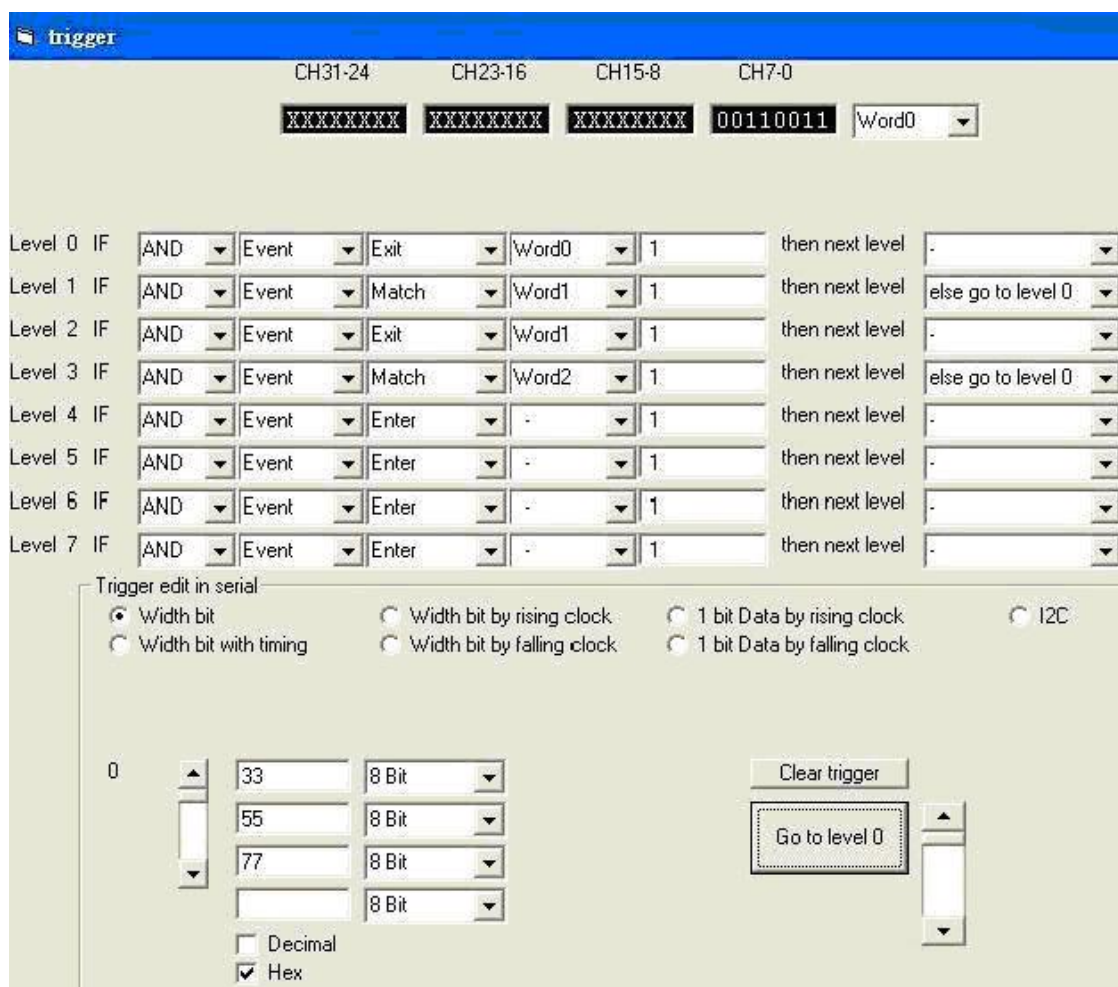 trigger
CH31-24 CH23-16 CH15-8 CH7-0
XXXXXXXX XXXXXXXX XXXXXXXX 00110011 Word0
Level 0 IF AND Event Exit Word0 1 then next level -
Level 1 IF AND Event Match Word1 1 then next level else go to level 0
Level 2 IF AND Event Exit Word1 1 then next level -
Level 3 IF AND Event Match Word2 1 then next level else go to level 0
Level 4 IF AND Event Enter - 1 then next level -
Level 5 IF AND Event Enter - 1 then next level -
Level 6 IF AND Event Enter - 1 then next level -
Level 7 IF AND Event Enter - 1 then next level -
Trigger edit in serial
Width bit Width bit by rising clock 1 bit Data by rising clock I2C
Width bit with timing Width bit by falling clock 1 bit Data by falling clock
0 33 8 Bit Clear trigger
55 8 Bit Go to level 0
77 8 Bit
8 Bit
Decimal
Hex